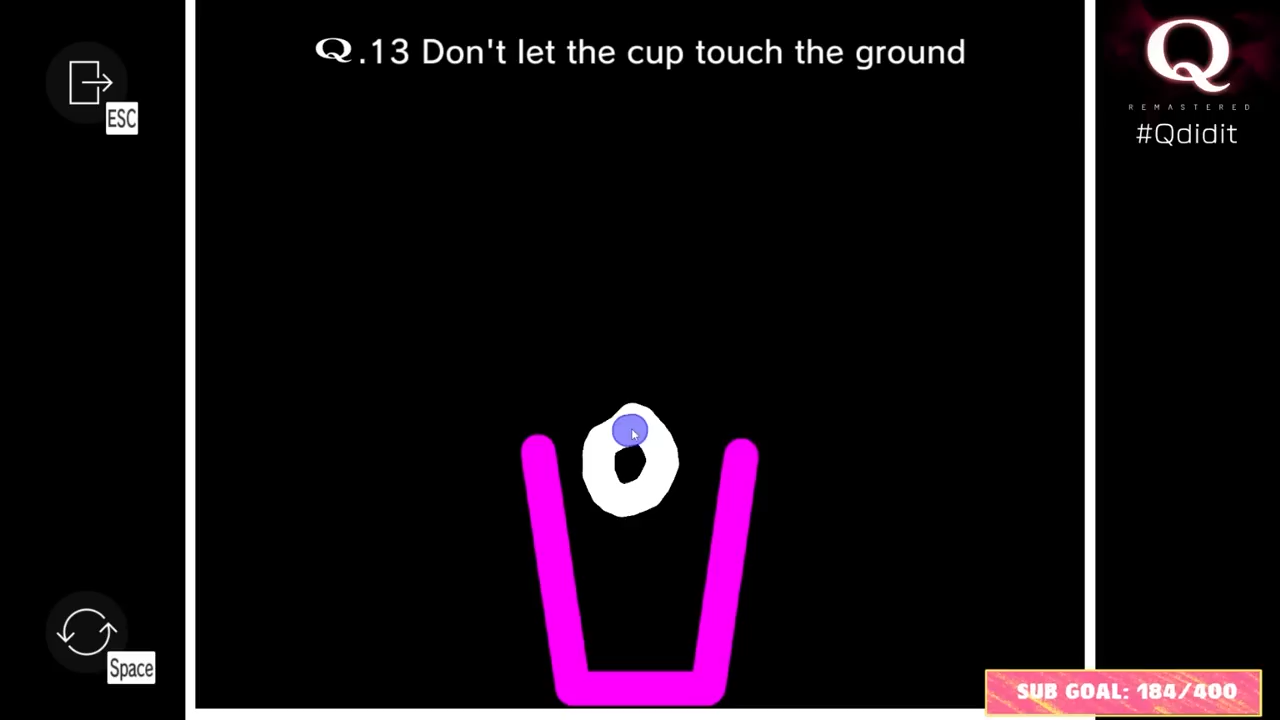 Q.13 Don't let the cup touch the ground
ESC
Q
REMASTERED
#Qdidit
Space
SUB GOAL: 184/400